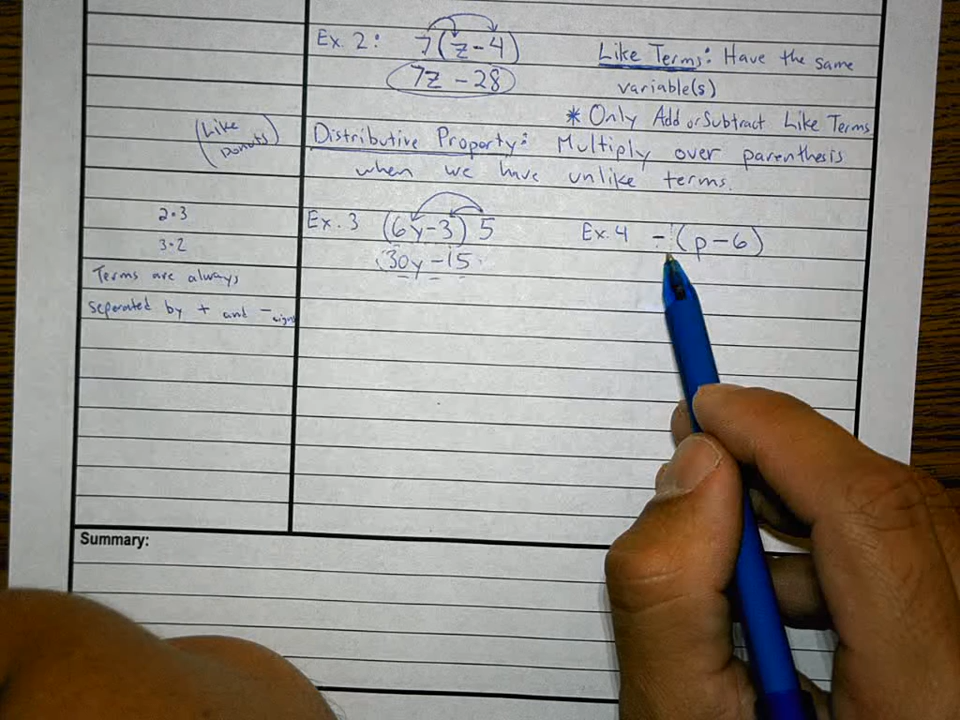 Ex. 2: 7(z-4)
7z - 28
Like Terms: Have the same
variable(s)
* Only Add or Subtract Like Terms
(Like
Donuts)
Distributive Property: Multiply over parenthesis
when we have unlike terms.
2·3
3·2
Terms are always
separated by + and - signs
Ex. 3 (6y-3)5
30y-15
Ex. 4 -(p-6)
Summary: